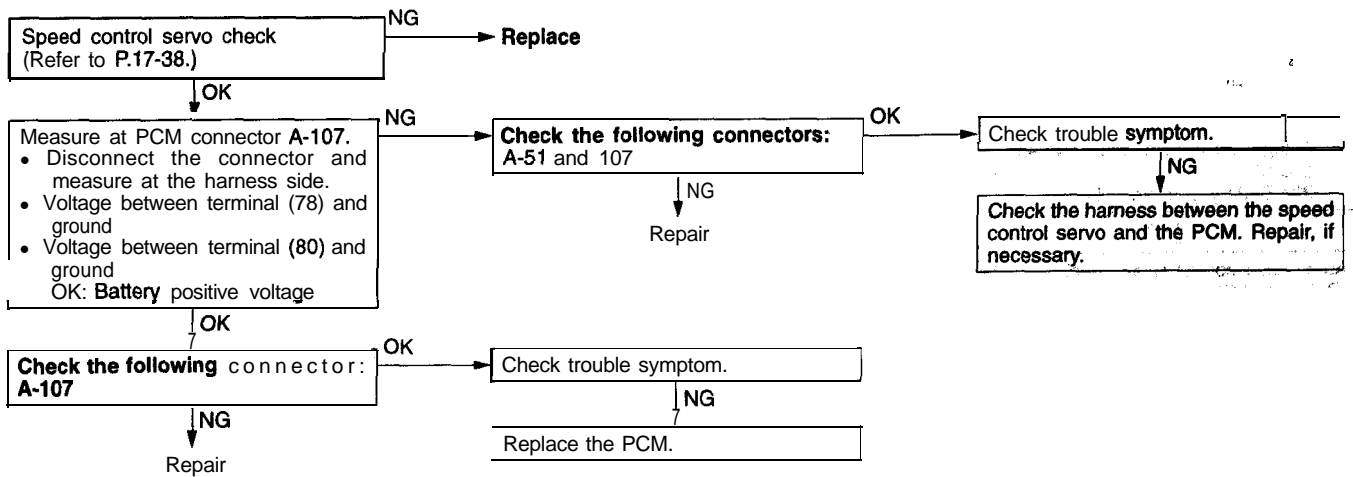 Speed control servo check
(Refer to P.17-38.)
NG
Replace
OK
Measure at PCM connector A-107.
• Disconnect the connector and
measure at the harness side.
• Voltage between terminal (78) and
ground
• Voltage between terminal (80) and
ground
OK: Battery positive voltage
NG
Check the following connectors:
A-51 and 107
OK
Check trouble symptom.
NG
Check the harness between the speed
control servo and the PCM. Repair, if
necessary.
NG
Repair
OK
Check the following connector:
A-107
OK
Check trouble symptom.
NG
Replace the PCM.
NG
Repair